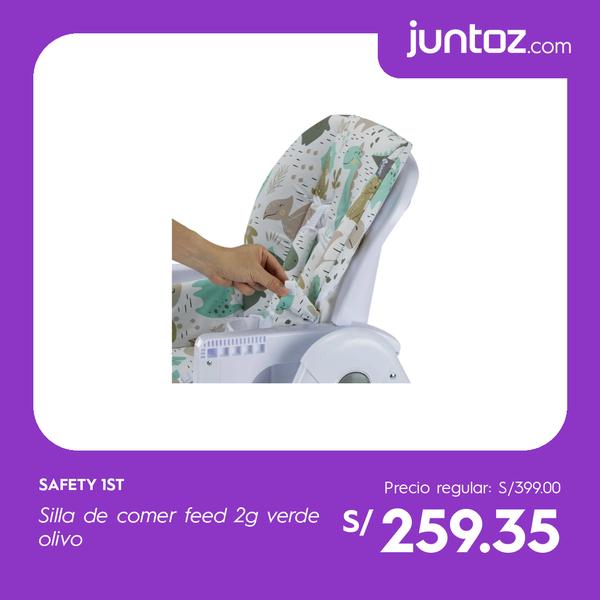 juntoz.com
SAFETY 1ST
Precio regular: S/399.00
Silla de comer feed 2g verde
olivo
S/259.35